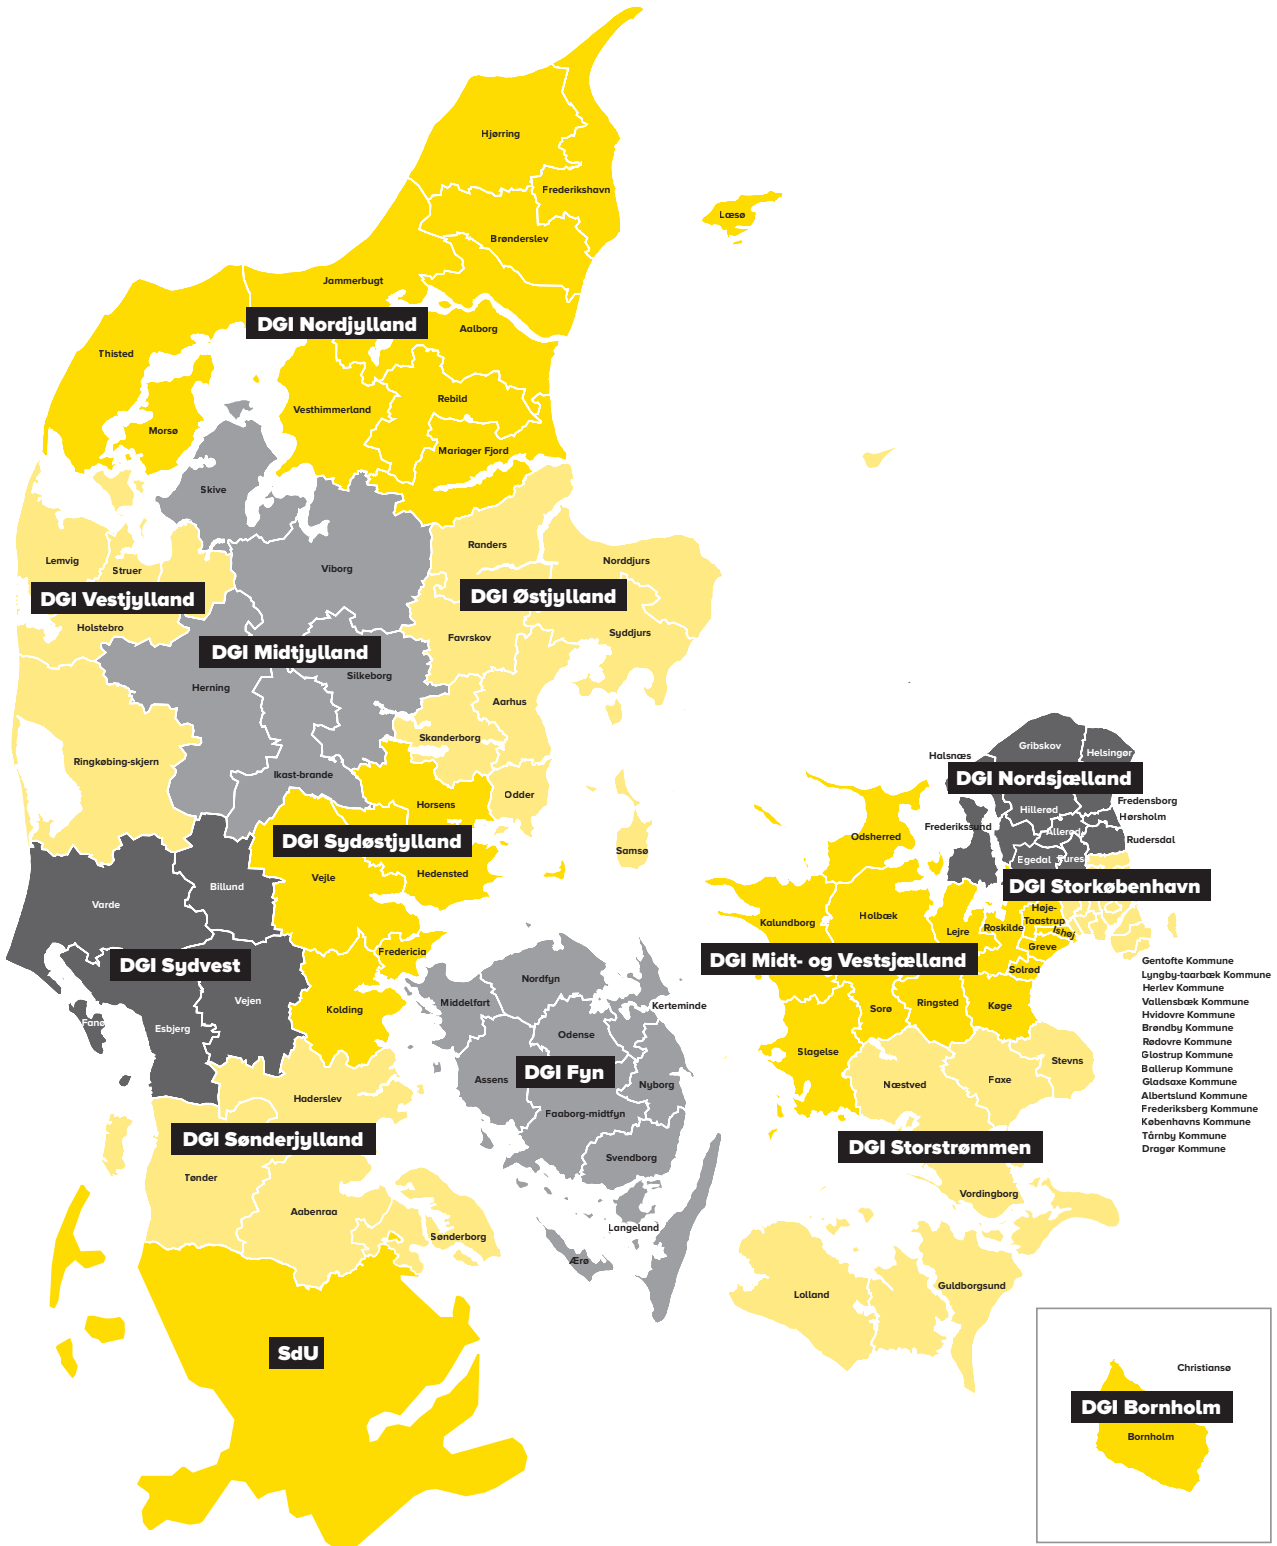 Hjørring
Frederikshavn
Læsø
Brønderslev
Jammerbugt
DGI Nordjylland
Aalborg
Thisted
Rebild
Vesthimmerland
Morsø
Mariager Fjord
Skive
Randers
Lemvig
Struer
Viborg
Norddjurs
DGI Vestjylland
DGI Østjylland
Holstebro
Favrskov
Syddjurs
DGI Midtjylland
Silkeborg
Herning
Aarhus
Skanderborg
Ringkøbing-skjern
Ikast-brande
Odder
Horsens
DGI Sydøstjylland
Samsø
Hedensted
Vejle
Billund
Varde
Fredericia
DGI Sydvest
Vejen
Kolding
Fanø
Esbjerg
Haderslev
DGI Sønderjylland
Tønder
Aabenraa
Sønderborg
SdU
Nordfyn
Middelfart
Kerteminde
Odense
DGI Fyn
Assens
Nyborg
Faaborg-midtfyn
Svendborg
Langeland
Ærø
Gribskov
Halsnæs
Helsingør
DGI Nordsjælland
Fredensborg
Hillerød
Hørsholm
Frederikssund
Allerød
Rudersdal
Odsherred
Egedal
Fures
DGI Storkøbenhavn
Høje-
Taastrup
Ishøj
Kalundborg
Holbæk
Lejre
Roskilde
Greve
DGI Midt- og Vestsjælland
Solrød
Sorø
Ringsted
Køge
Slagelse
Stevns
Næstved
Faxe
DGI Storstrømmen
Vordingborg
Guldborgsund
Lolland
Gentofte Kommune
Lyngby-taarbæk Kommune
Herlev Kommune
Vallensbæk Kommune
Hvidovre Kommune
Brøndby Kommune
Rødovre Kommune
Glostrup Kommune
Ballerup Kommune
Gladsaxe Kommune
Albertslund Kommune
Frederiksberg Kommune
Københavns Kommune
Tårnby Kommune
Dragør Kommune
Christiansø
DGI Bornholm
Bornholm